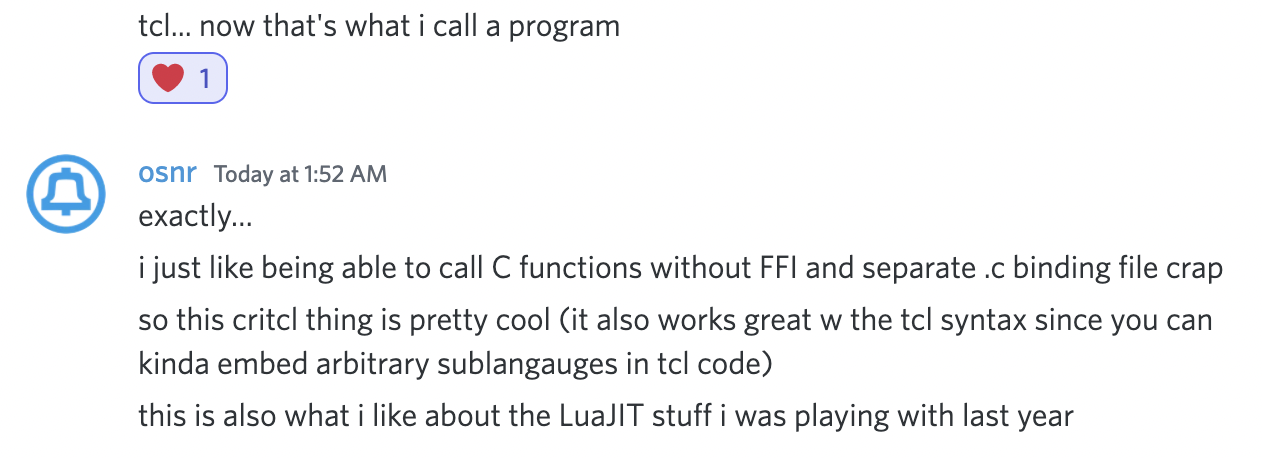 tcl... now that's what i call a program
❤️ 1
osnr Today at 1:52 AM
exactly...
i just like being able to call C functions without FFI and separate .c binding file crap
so this critcl thing is pretty cool (it also works great w the tcl syntax since you can
kinda embed arbitrary sublangauges in tcl code)
this is also what i like about the LuaJIT stuff i was playing with last year